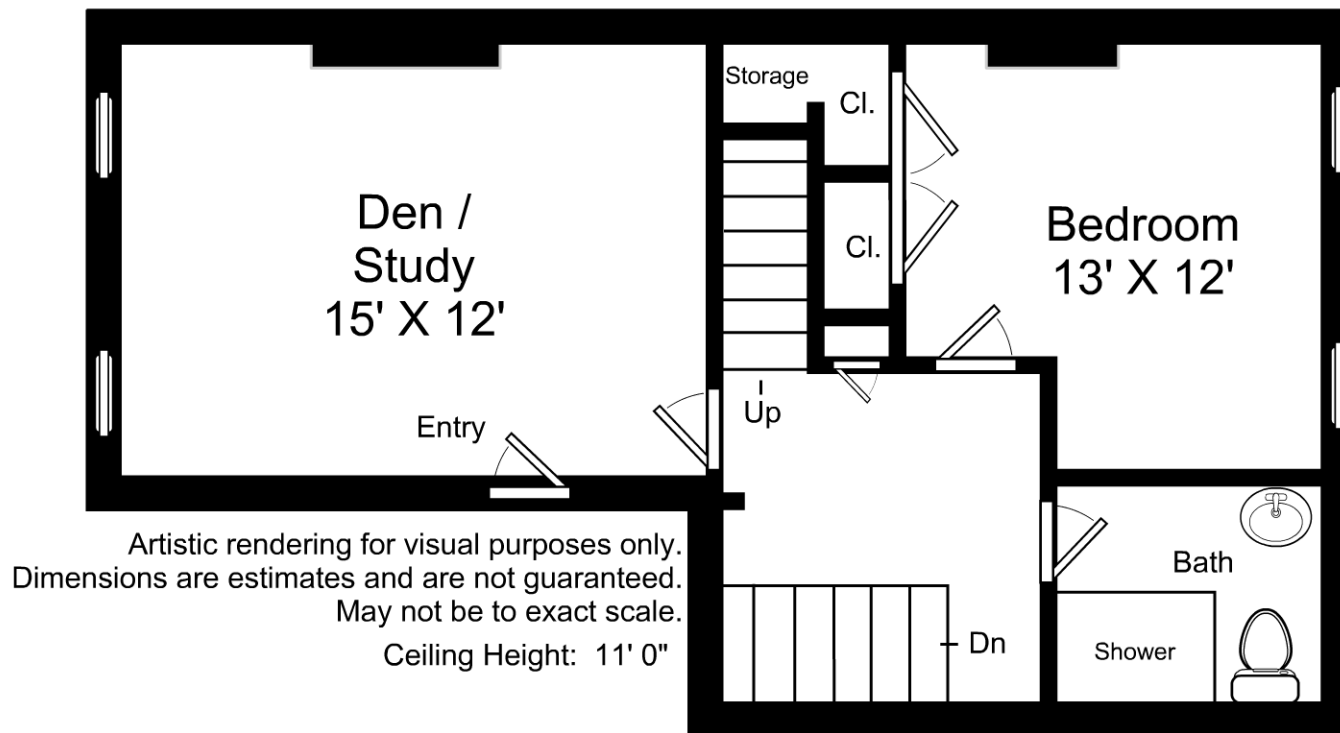 Storage
Cl.
Den /
Study
15' X 12'
Cl.
Bedroom
13' X 12'
Up
Entry
Artistic rendering for visual purposes only.
Dimensions are estimates and are not guaranteed.
May not be to exact scale.
Ceiling Height: 11' 0"
Bath
Dn
Shower